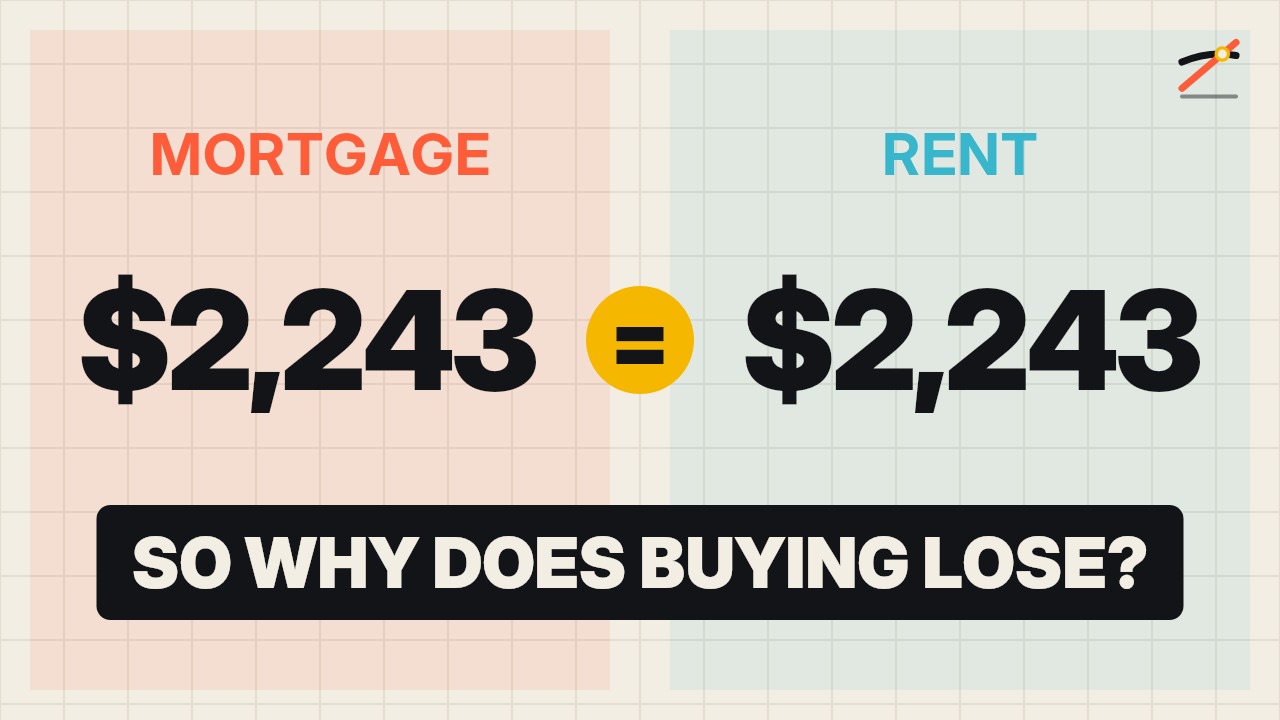 MORTGAGE
RENT
$2,243 = $2,243
SO WHY DOES BUYING LOSE?